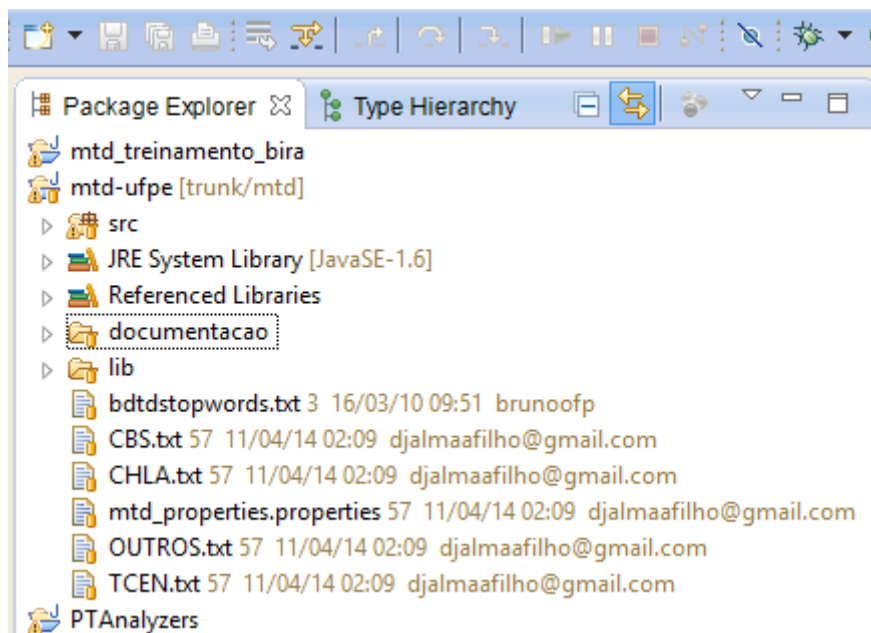 Package Explorer Type Hierarchy
mtd_treinamento_bira
mtd-ufpe [trunk/mtd]
src
JRE System Library [JavaSE-1.6]
Referenced Libraries
documentacao
lib
bdtdstopwords.txt 3 16/03/10 09:51 brunoofp
CBS.txt 57 11/04/14 02:09 djalmaafilho@gmail.com
CHLA.txt 57 11/04/14 02:09 djalmaafilho@gmail.com
mtd_properties.properties 57 11/04/14 02:09 djalmaafilho@gmail.com
OUTROS.txt 57 11/04/14 02:09 djalmaafilho@gmail.com
TCEN.txt 57 11/04/14 02:09 djalmaafilho@gmail.com
PTAnalyzers